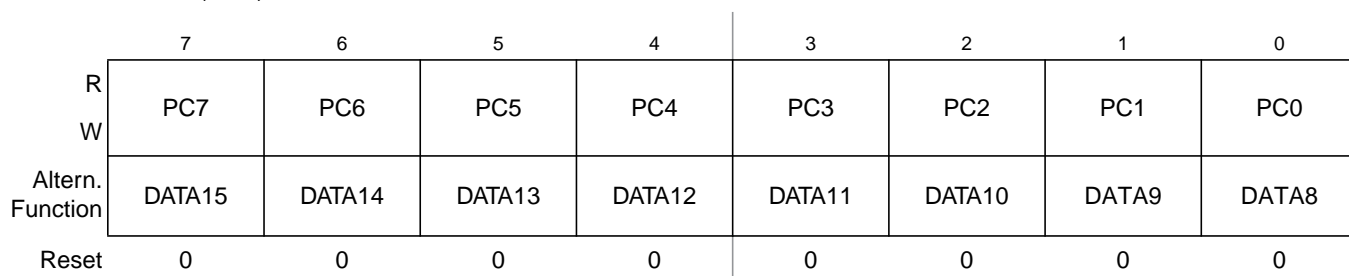 7 6 5 4 3 2 1 0
R
W
PC7 PC6 PC5 PC4 PC3 PC2 PC1 PC0
Altern.
Function
DATA15 DATA14 DATA13 DATA12 DATA11 DATA10 DATA9 DATA8
Reset 0 0 0 0 0 0 0 0